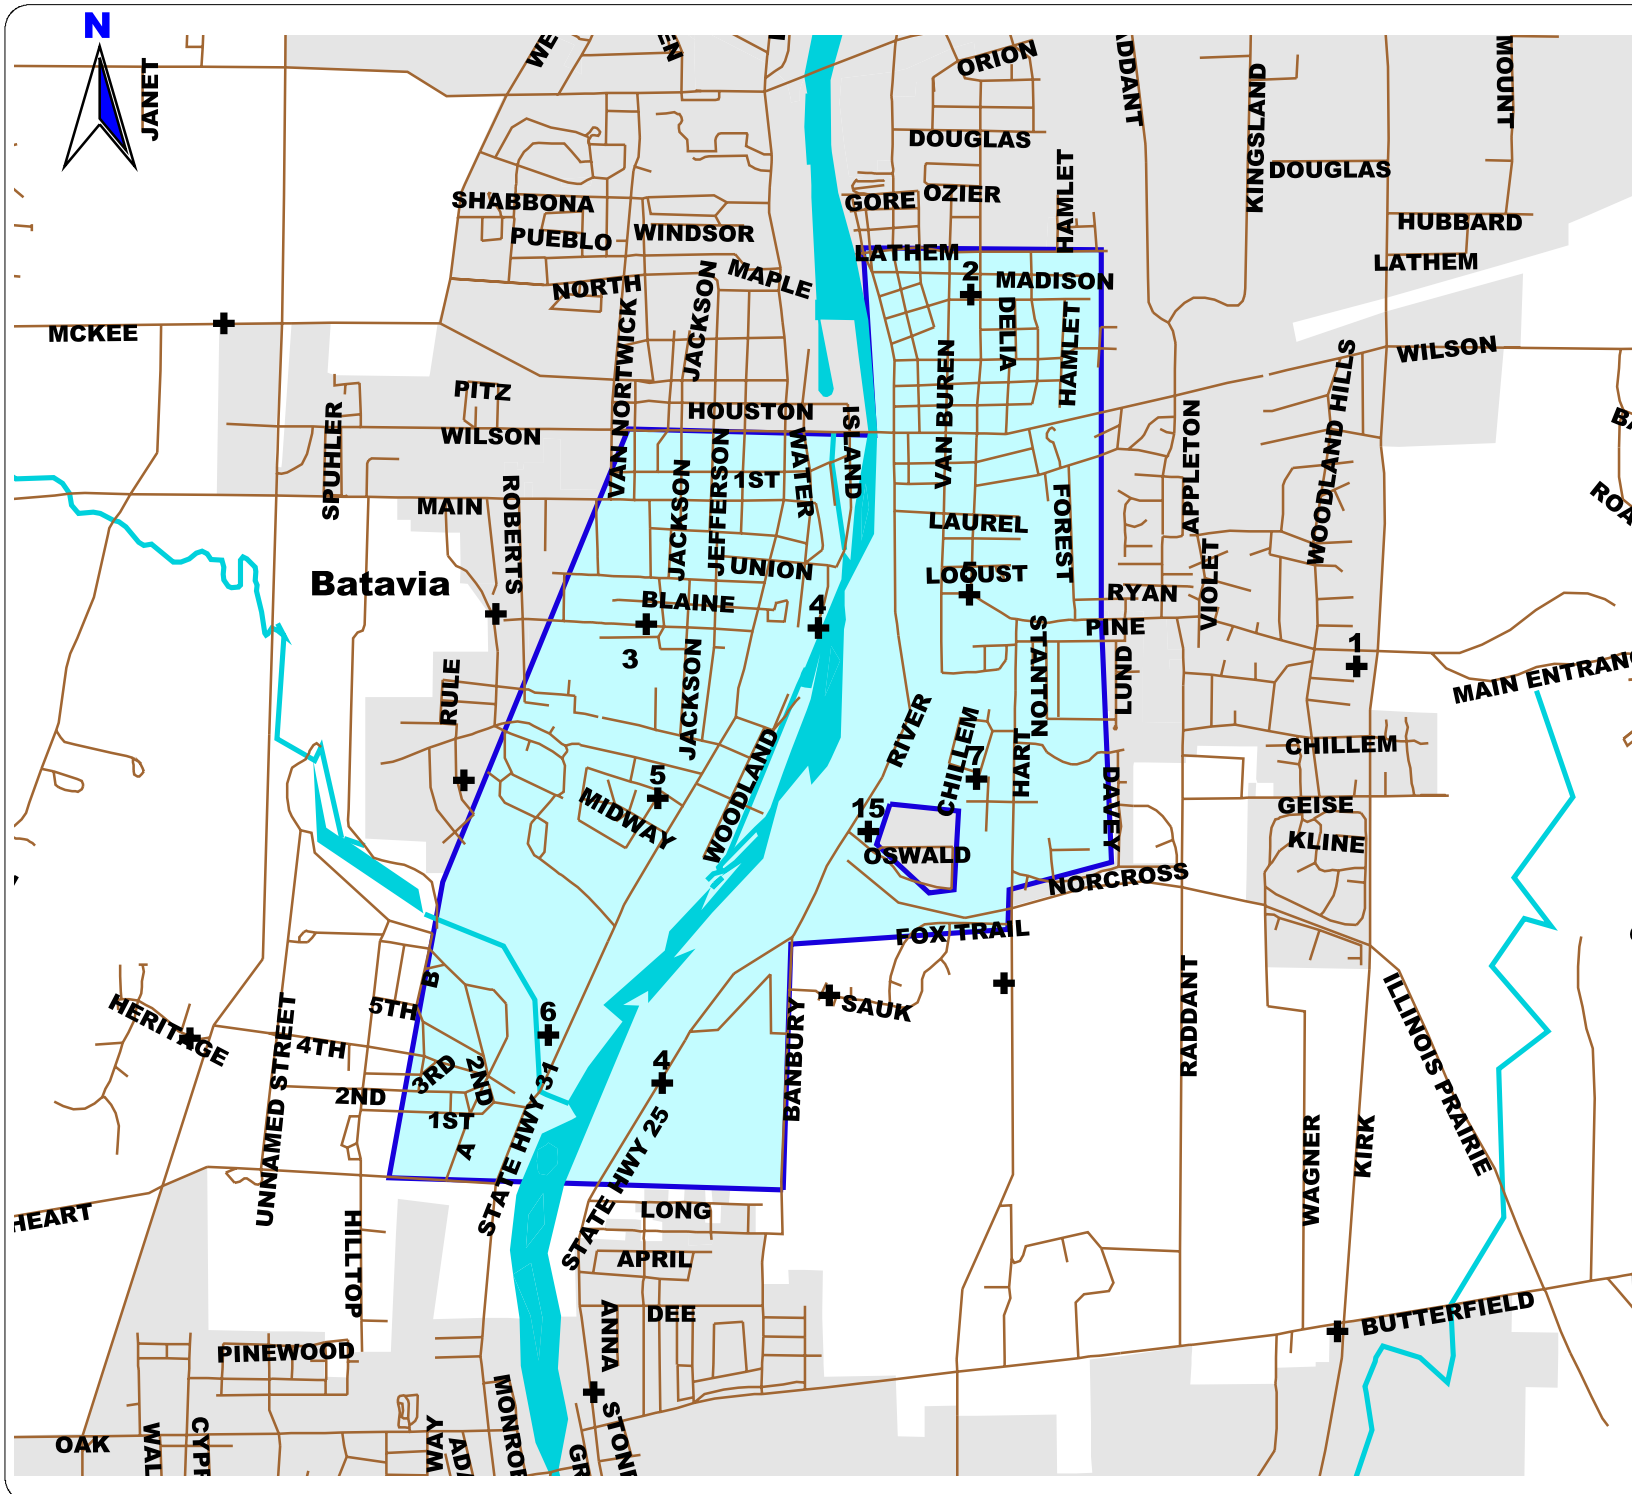 N
JANET
ORION
DOUGLAS
KINGSLAND
MOUNT
DOUGLAS
HAMLET
SHABBONA
GORE
OZIER
HUBBARD
PUEBLO
WINDSOR
LATHEM
LATHEM
2
MADISON
NORTH
JACKSON
MAPLE
MCKEE
VAN NORTWICK
DELIA
HAMLET
WILSON
PITZ
VAN BUREN
WOODLAND HILLS
HOUSTON
SPUHLER
WILSON
WATER
ISLAND
APPLETON
1ST
MAIN
ROBERTS
JACKSON
JEFFERSON
LAUREL
FOREST
Batavia
UNION
LOCUST
BLAINE
4
RYAN
VIOLET
PINE
3
STANTON
1
RULE
JACKSON
LUND
MAIN ENTRANC
RIVER
CHILLEM
7
HART
CHILLEM
WOODLAND
5
MIDWAY
15
DAVEY
GEISE
OSWALD
KLINE
NORCROSS
FOX TRAIL
B
5TH
HERITAGE
4TH
6
SAUK
BANBURY
RADDANT
ILLINOIS PRAIRIE
UNNAMED STREET
3RD
2ND
2ND
4
1ST
A
STATE HWY 31
STATE HWY 25
WAGNER
KIRK
HEART
HILLTOP
LONG
APRIL
DEE
ANNA
BUTTERFIELD
PINEWOOD
OAK
WAL
MONROE